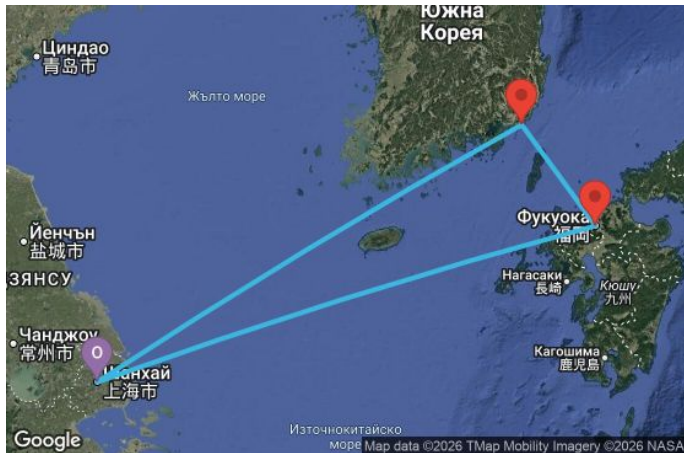 Южна
Корея
Циндао
青岛市
Жълто море
Фукуока
福岡
Йенчън
盐城市
Нагасаки
長崎
Кюшу
九州
ДЗЯНСУ
Чанджоу
常州市
O
Шанхай
上海市
Кагошима
鹿児島
Източнокитайско
море
Google
Map data ©2026 TMap Mobility Imagery ©2026 NASA